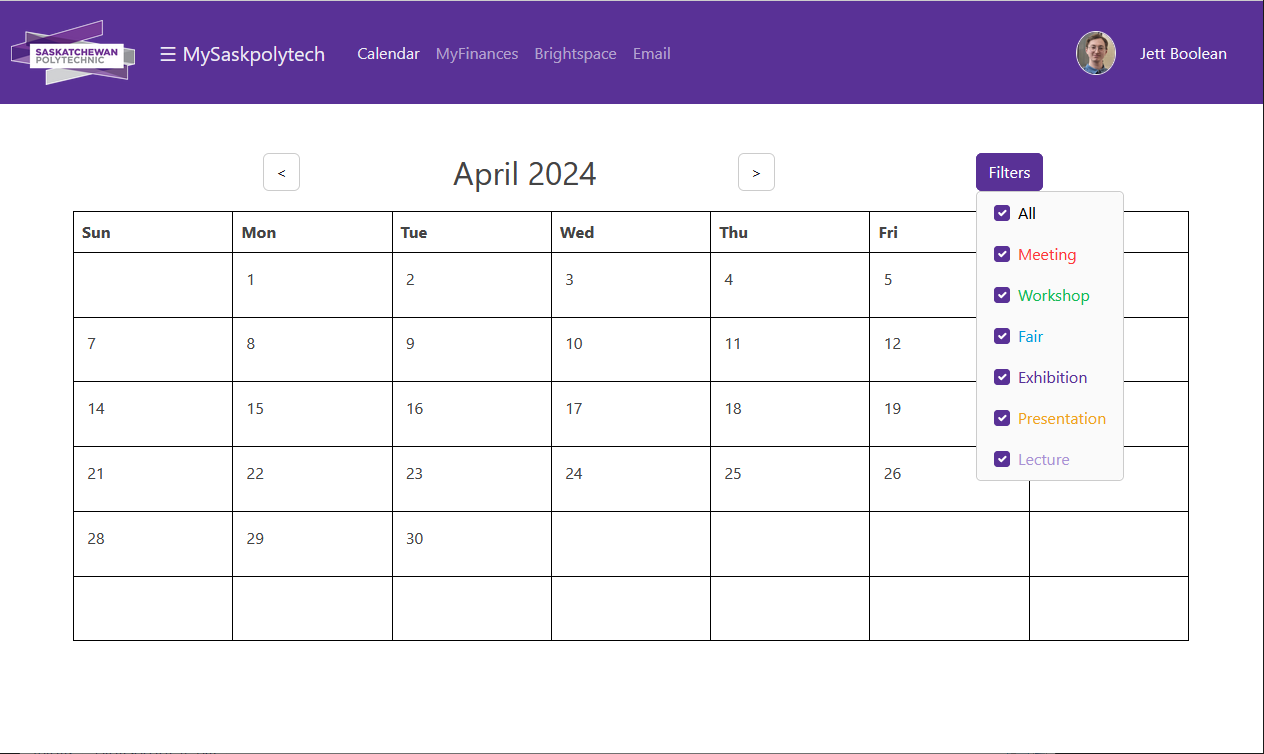 SASKATCHEWAN
POLYTECHNIC
☰ MySaskpolytech Calendar MyFinances Brightspace Email Jett Boolean
< April 2024 > Filters
Sun Mon Tue Wed Thu Fri
All
Meeting
Workshop
Fair
Exhibition
Presentation
Lecture
1 2 3 4 5
7 8 9 10 11 12
14 15 16 17 18 19
21 22 23 24 25 26
28 29 30